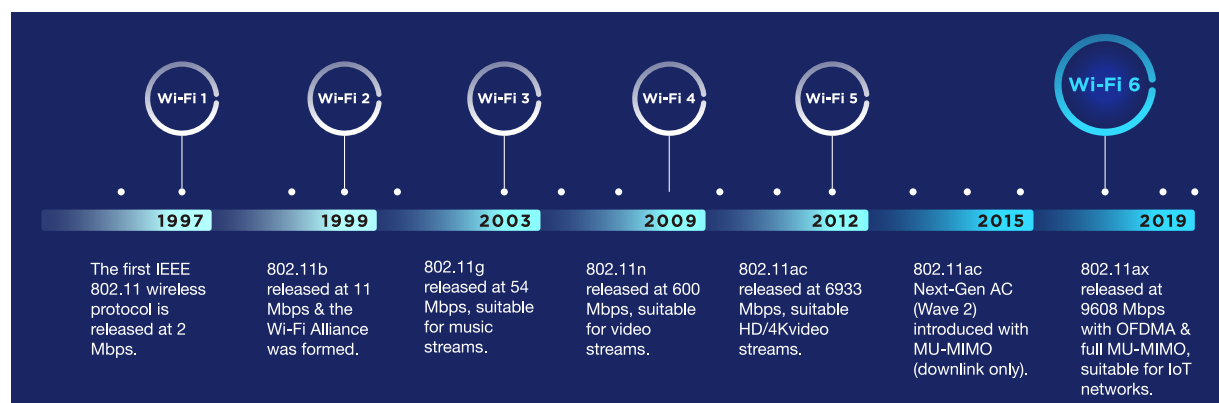 Wi-Fi 1
Wi-Fi 2
Wi-Fi 3
Wi-Fi 4
Wi-Fi 5
Wi-Fi 6
1997
1999
2003
2009
2012
2015
2019
The first IEEE
802.11 wireless
protocol is
released at 2
Mbps.
802.11b
released at 11
Mbps & the
Wi-Fi Alliance
was formed.
802.11g
released at 54
Mbps, suitable
for music
streams.
802.11n
released at 600
Mbps, suitable
for video
streams.
802.11ac
released at 6933
Mbps, suitable
HD/4Kvideo
streams.
802.11ac
Next-Gen AC
(Wave 2)
introduced with
MU-MIMO
(downlink only).
802.11ax
released at
9608 Mbps
with OFDMA &
full MU-MIMO,
suitable for IoT
networks.